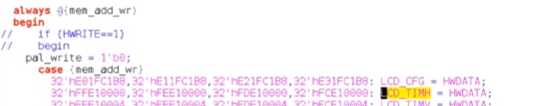 always @(mem_add_wr)
begin
//    if (HWRITE==1)
//    begin
pal_write = 1'b0;
case (mem_add_wr)
32'hE01FC1B8,32'hE11FC1B8,32'hE21FC1B8,32'hE31FC1B8: LCD_CFG = HWDATA;
32'hFFE10000,32'hFEE10000,32'hFDE10000,32'hFCE10000: LCD_TIMH = HWDATA;
32'hFFE10004,32'hFEE10004,32'hFDE10004,32'hFCE10004: LCD_TIMV = HWDATA;